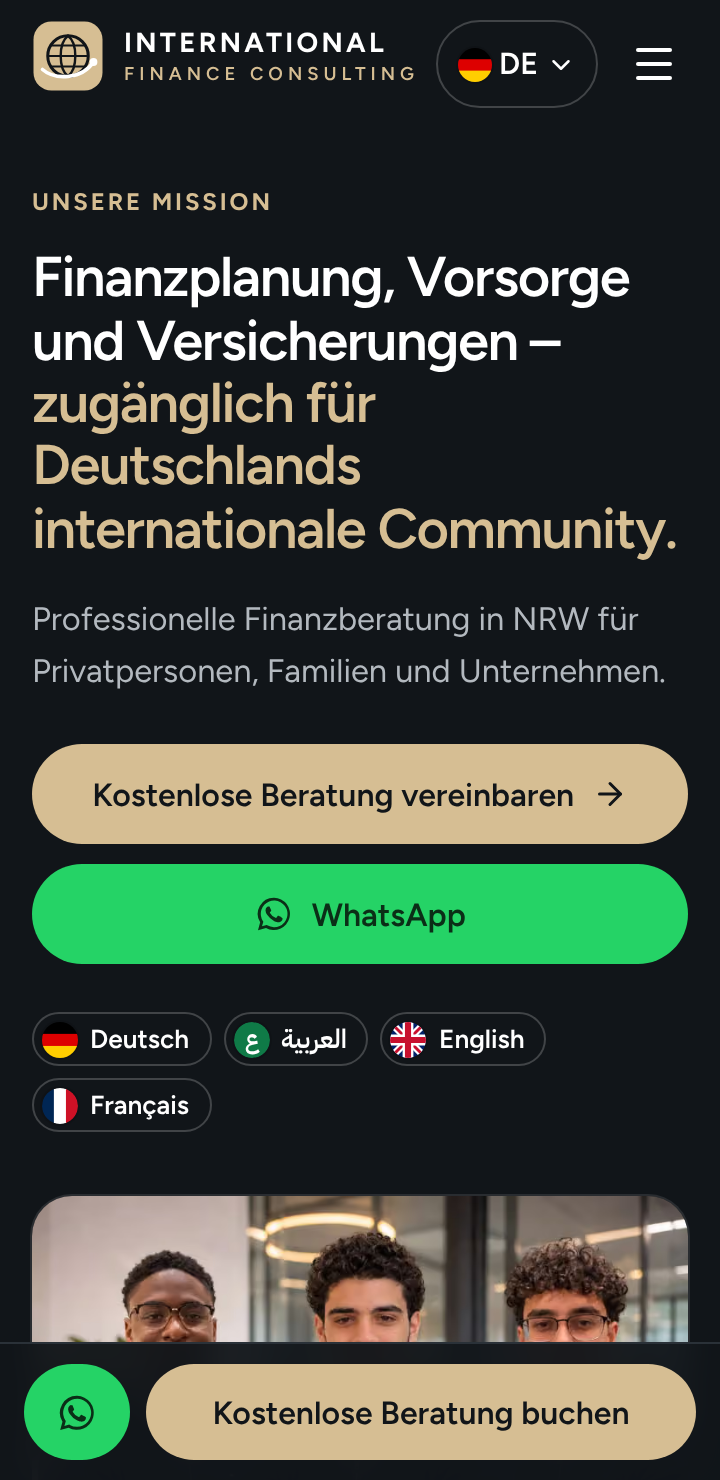 INTERNATIONAL
FINANCE CONSULTING
DE
UNSERE MISSION
Finanzplanung, Vorsorge
und Versicherungen –
zugänglich für
Deutschlands
internationale Community.
Professionelle Finanzberatung in NRW für
Privatpersonen, Familien und Unternehmen.
Kostenlose Beratung vereinbaren →
WhatsApp
Deutsch
ع العربية
English
Français
Kostenlose Beratung buchen